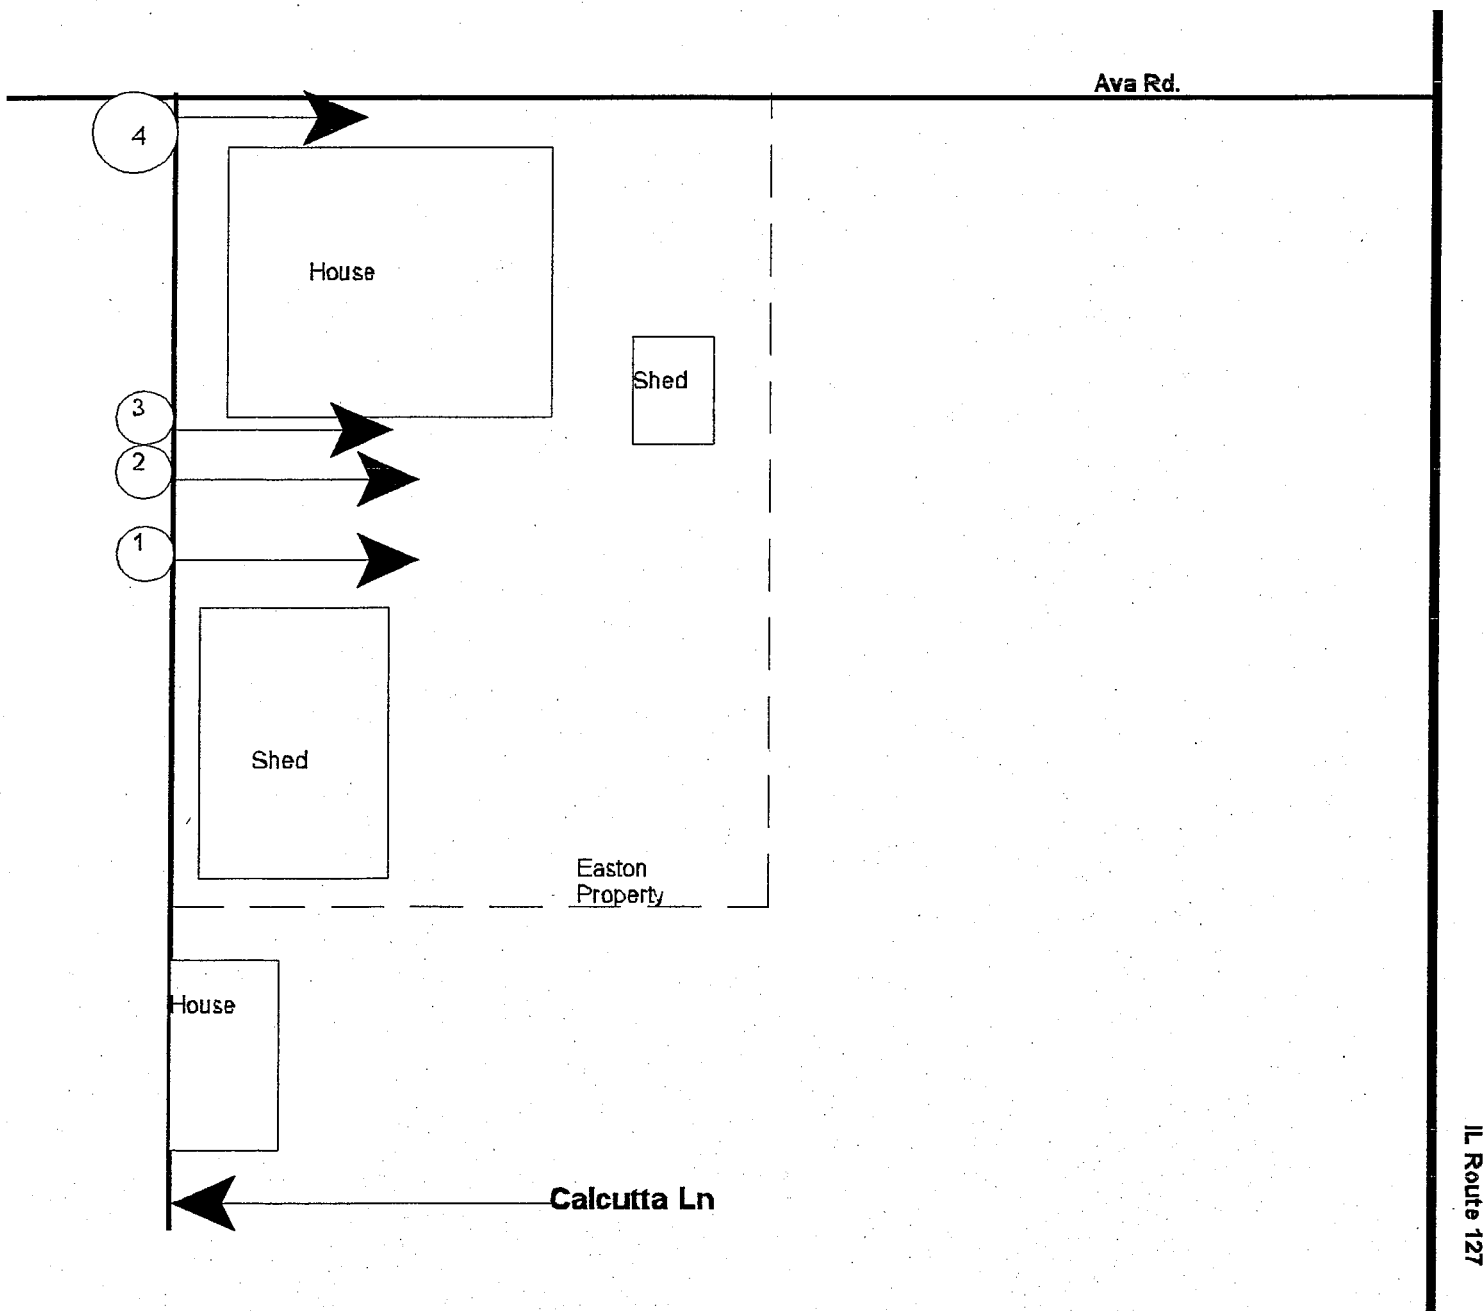 Ava Rd.
4
House
Shed
3
2
1
Shed
Easton
Property
House
Calcutta Ln
IL Route 127